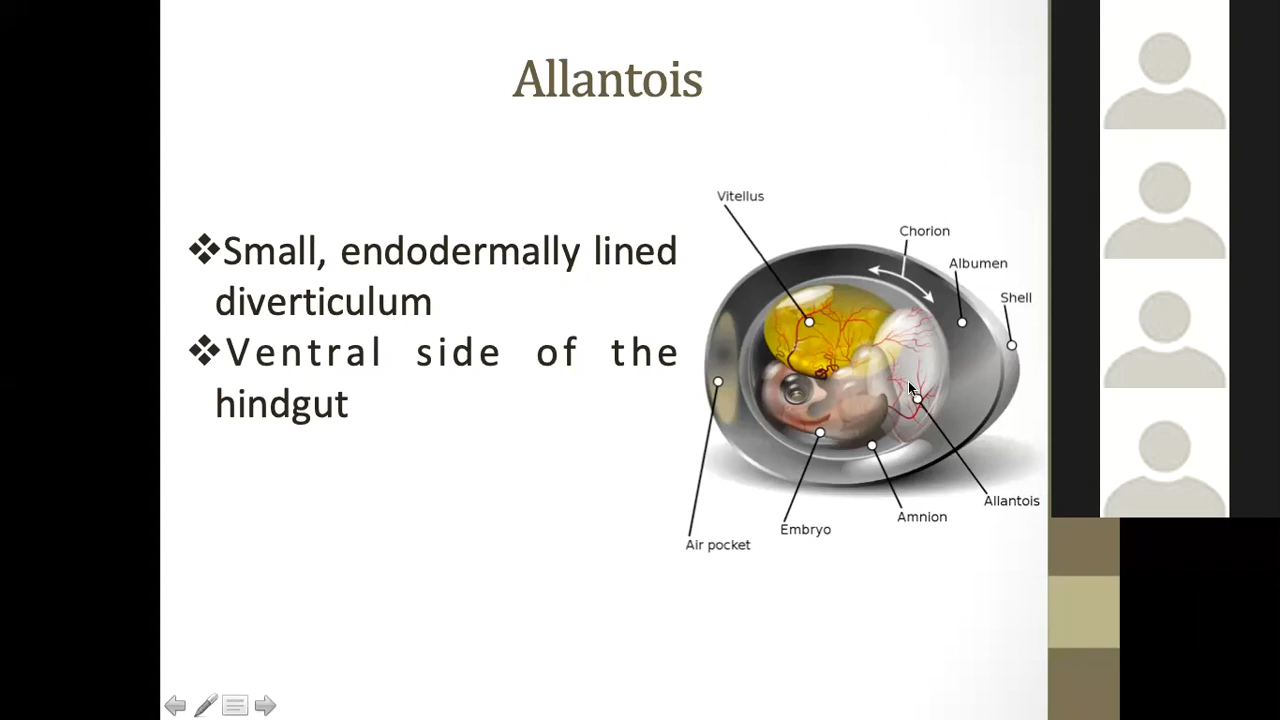 Allantois
❖Small, endodermally lined
diverticulum
❖Ventral side of the
hindgut
Vitellus
Chorion
Albumen
Shell
Allantois
Amnion
Embryo
Air pocket